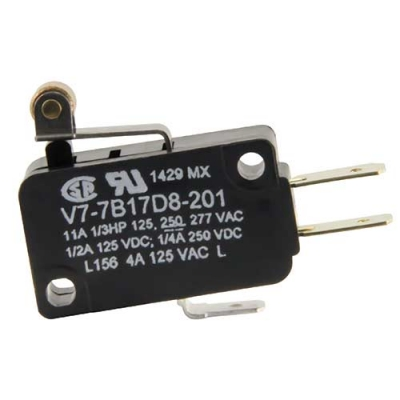 SR 1429 MX
V7-7B17D8-201
11A 1/3HP 125, 250, 277 VAC
1/2A 125 VDC; 1/4A 250 VDC
L156 4A 125 VAC L